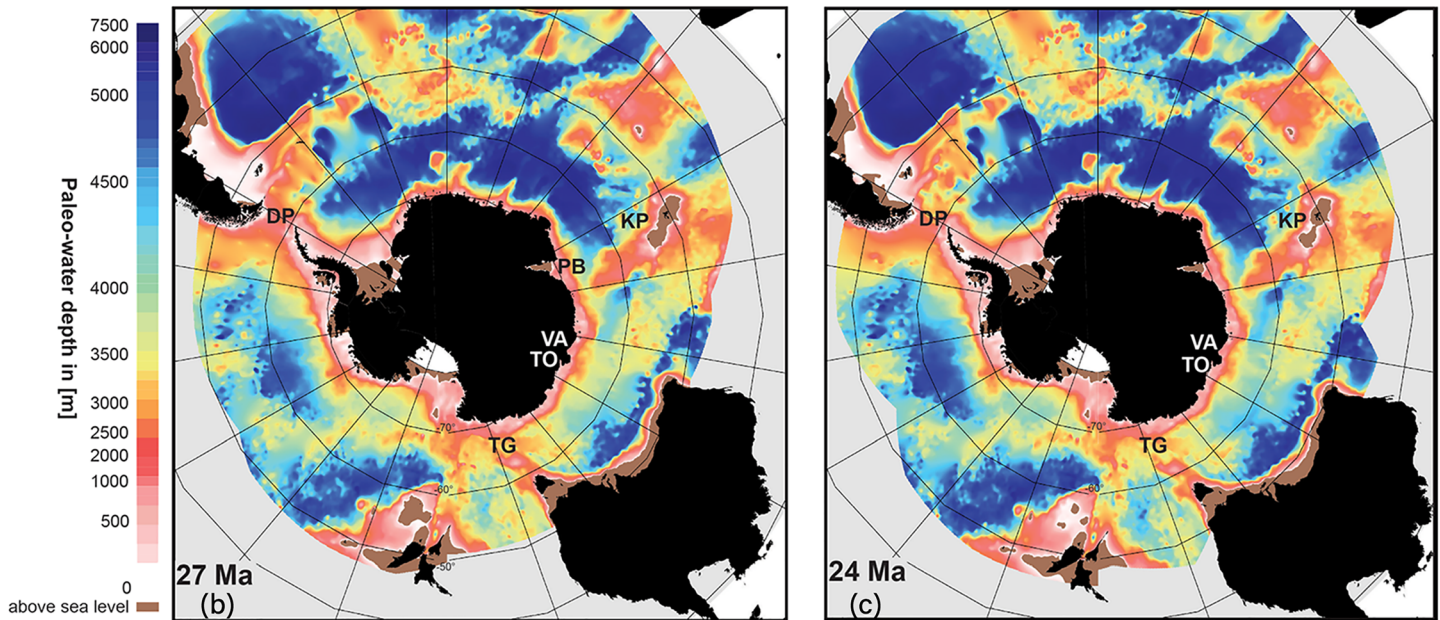 7500
6000
5000
4500
4000
3500
3000
2500
2000
1000
500
0
above sea level
Paleo-water depth in [m]
DP
KP
PB
VA
TO
-70°
TG
-60°
-50°
27 Ma
(b)
DP
KP
VA
TO
-70°
TG
-60°
24 Ma
(c)